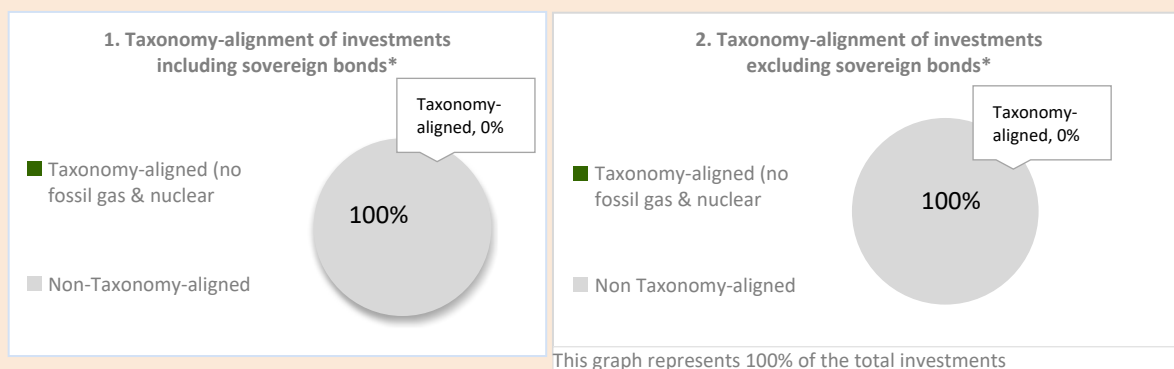 1. Taxonomy-alignment of investments
including sovereign bonds*
Taxonomy-
aligned, 0%
Taxonomy-aligned (no
fossil gas & nuclear
100%
Non-Taxonomy-aligned
2. Taxonomy-alignment of investments
excluding sovereign bonds*
Taxonomy-
aligned, 0%
Taxonomy-aligned (no
fossil gas & nuclear
100%
Non Taxonomy-aligned
This graph represents 100% of the total investments